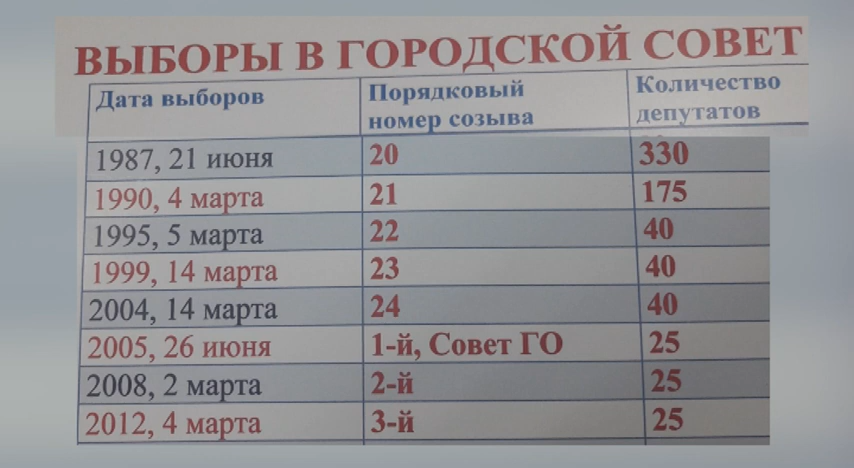 ВЫБОРЫ В ГОРОДСКОЙ СОВЕТ
Дата выборов Порядковый номер созыва Количество депутатов
1987, 21 июня 20 330
1990, 4 марта 21 175
1995, 5 марта 22 40
1999, 14 марта 23 40
2004, 14 марта 24 40
2005, 26 июня 1-й, Совет ГО 25
2008, 2 марта 2-й 25
2012, 4 марта 3-й 25